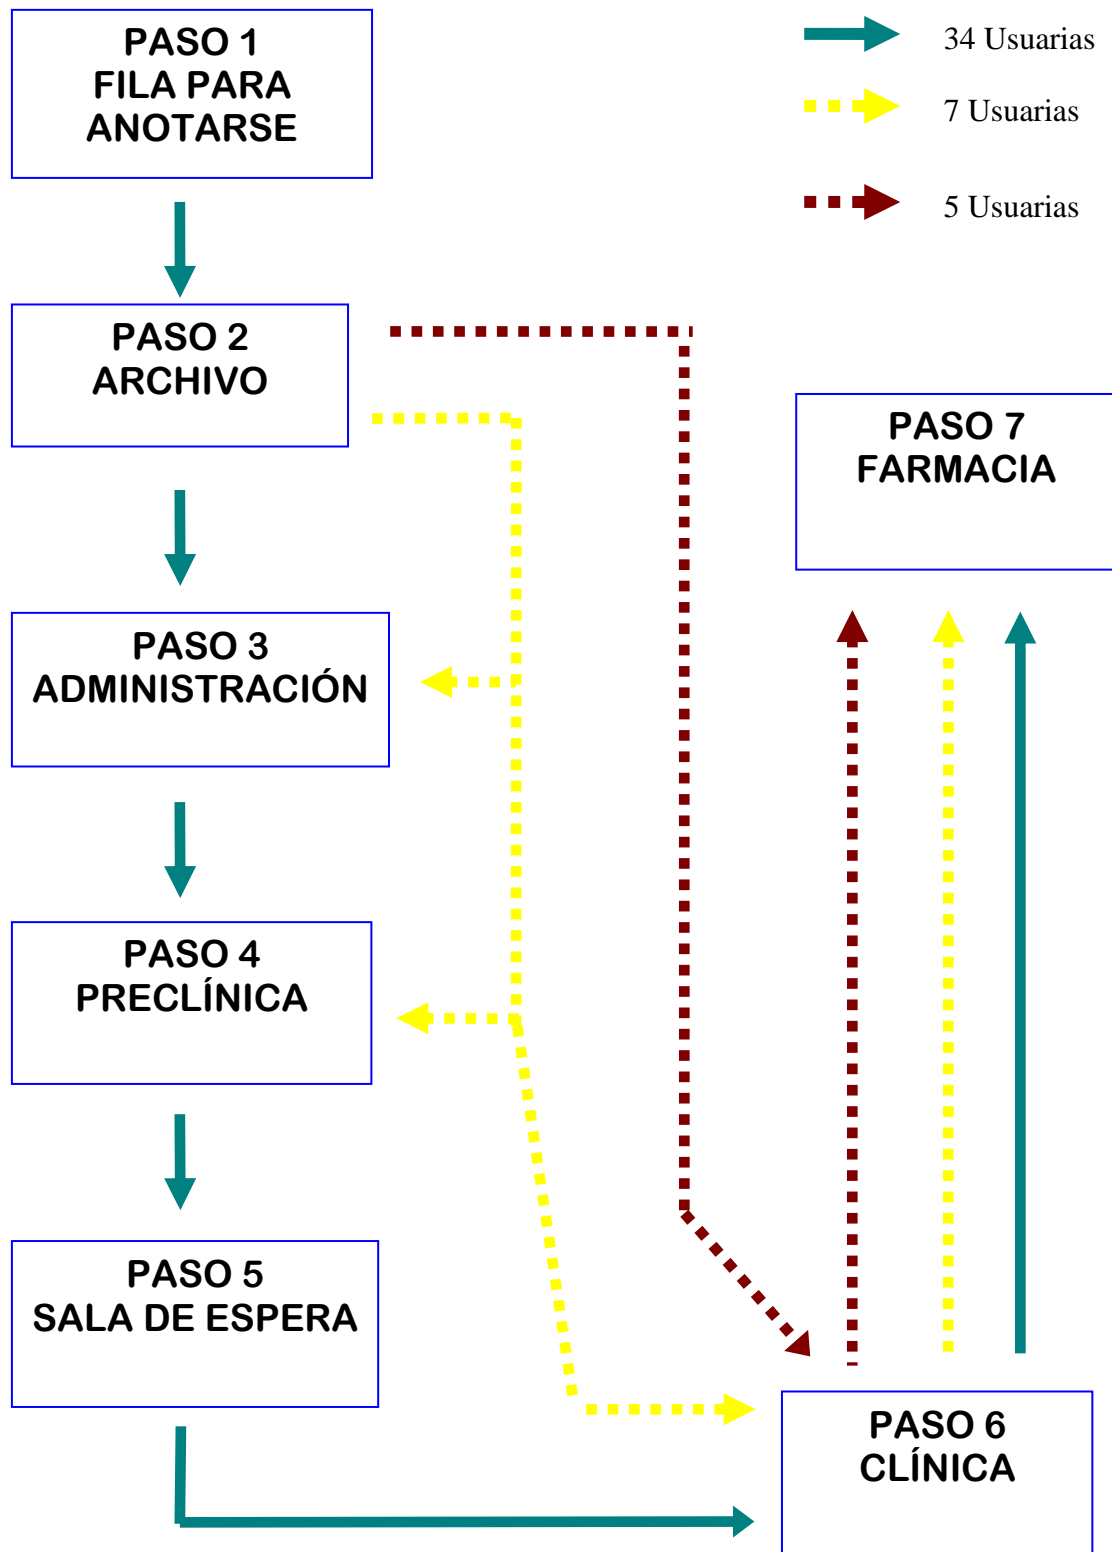 PASO 1
FILA PARA
ANOTARSE
34 Usuarias
7 Usuarias
5 Usuarias
PASO 2
ARCHIVO
PASO 7
FARMACIA
PASO 3
ADMINISTRACIÓN
PASO 4
PRECLÍNICA
PASO 5
SALA DE ESPERA
PASO 6
CLÍNICA